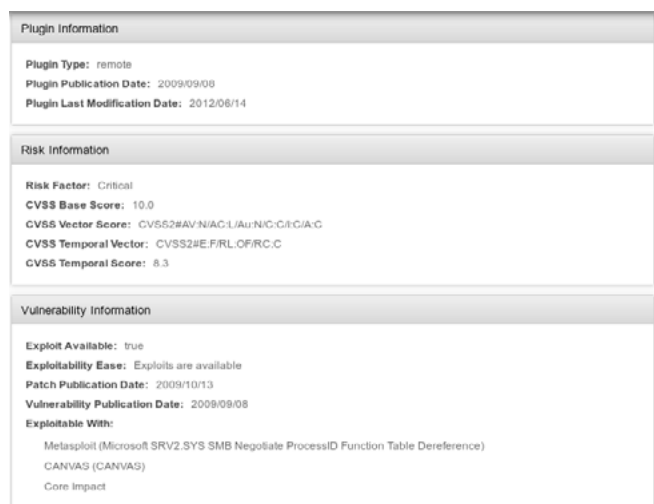 Plugin Information
Plugin Type: remote
Plugin Publication Date: 2009/09/08
Plugin Last Modification Date: 2012/06/14
Risk Information
Risk Factor: Critical
CVSS Base Score: 10.0
CVSS Vector Score: CVSS2#AV:N/AC:L/Au:N/C:C/I:C/A:C
CVSS Temporal Vector: CVSS2#E:F/RL:OF/RC:C
CVSS Temporal Score: 8.3
Vulnerability Information
Exploit Available: true
Exploitability Ease: Exploits are available
Patch Publication Date: 2009/10/13
Vulnerability Publication Date: 2009/09/08
Exploitable With:
Metasploit (Microsoft SRV2.SYS SMB Negotiate ProcessID Function Table Dereference)
CANVAS (CANVAS)
Core Impact